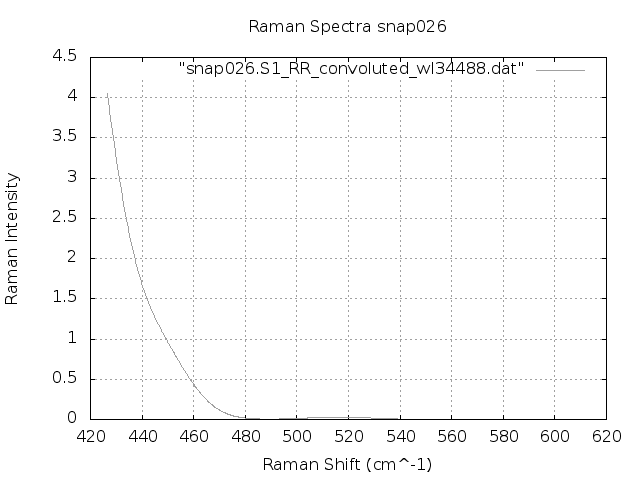 Raman Spectra snap026
"snap026.S1_RR_convoluted_wl34488.dat"
4.5
4
3.5
3
2.5
2
1.5
1
0.5
0
Raman Intensity
420 440 460 480 500 520 540 560 580 600 620
Raman Shift (cm^-1)